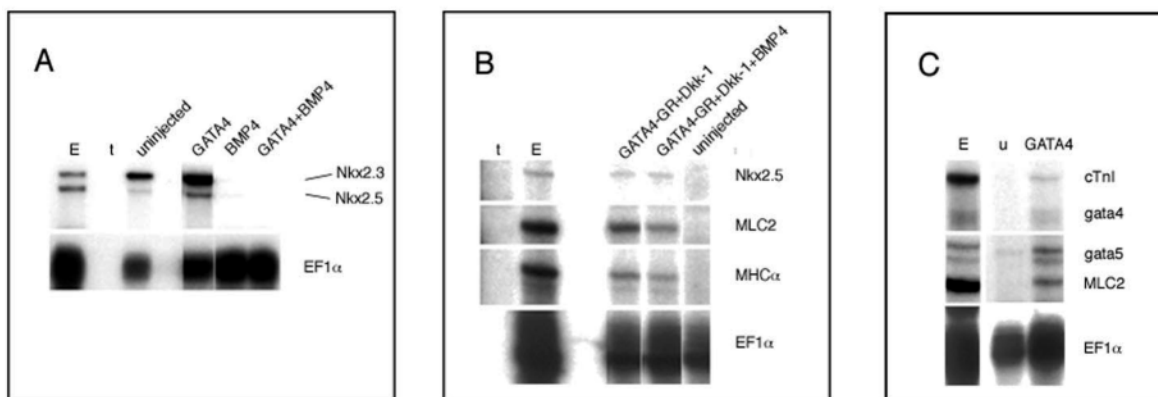 A
E t uninjected GATA4 BMP4 GATA4+BMP4
Nkx2.3
Nkx2.5
EF1α
B
t E GATA4-GR+Dkk-1 GATA4-GR+Dkk-1+BMP4 uninjected
Nkx2.5
MLC2
MHCα
EF1α
C
E u GATA4
cTnI
gata4
gata5
MLC2
EF1α